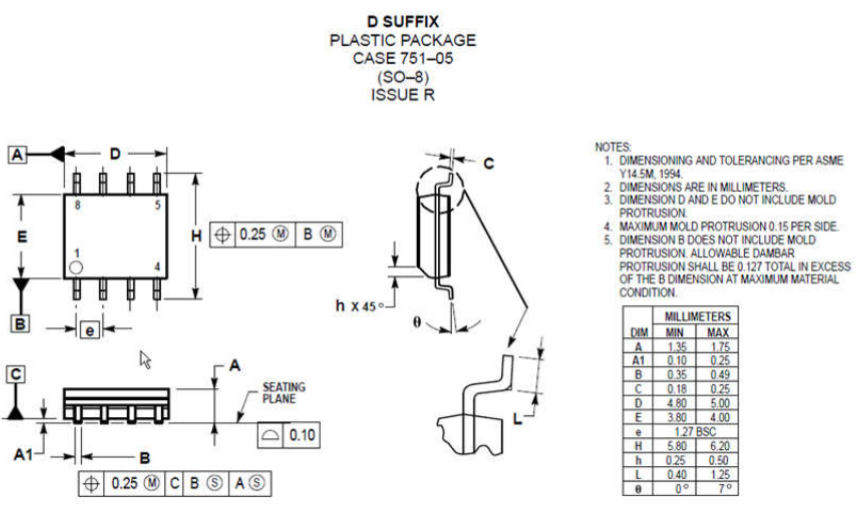 D SUFFIX
PLASTIC PACKAGE
CASE 751–05
(SO–8)
ISSUE R
A
D
C
8
5
E
H
⌖ 0.25 Ⓜ B Ⓜ
1
4
h X 45°
θ
B
e
C
A
SEATING
PLANE
⌓ 0.10
L
A1
B
⌖ 0.25 Ⓜ C B Ⓢ A Ⓢ
NOTES:
1. DIMENSIONING AND TOLERANCING PER ASME
Y14.5M, 1994.
2. DIMENSIONS ARE IN MILLIMETERS.
3. DIMENSION D AND E DO NOT INCLUDE MOLD
PROTRUSION.
4. MAXIMUM MOLD PROTRUSION 0.15 PER SIDE.
5. DIMENSION B DOES NOT INCLUDE MOLD
PROTRUSION. ALLOWABLE DAMBAR
PROTRUSION SHALL BE 0.127 TOTAL IN EXCESS
OF THE B DIMENSION AT MAXIMUM MATERIAL
CONDITION.
MILLIMETERS
DIM MIN MAX
A 1.35 1.75
A1 0.10 0.25
B 0.35 0.49
C 0.18 0.25
D 4.80 5.00
E 3.80 4.00
e 1.27 BSC
H 5.80 6.20
h 0.25 0.50
L 0.40 1.25
θ 0° 7°